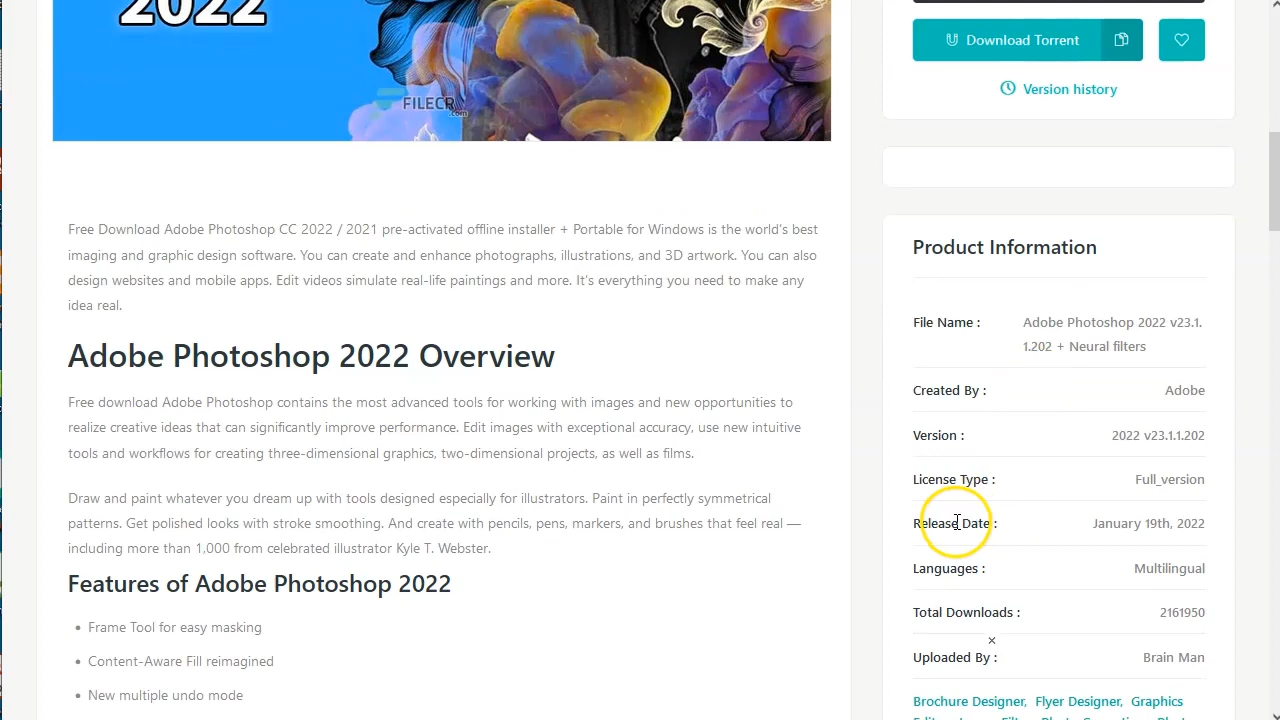 2022
FILECR
.com
Download Torrent
Version history
Free Download Adobe Photoshop CC 2022 / 2021 pre-activated offline installer + Portable for Windows is the world's best
imaging and graphic design software. You can create and enhance photographs, illustrations, and 3D artwork. You can also
design websites and mobile apps. Edit videos simulate real-life paintings and more. It's everything you need to make any
idea real.
Adobe Photoshop 2022 Overview
Free download Adobe Photoshop contains the most advanced tools for working with images and new opportunities to
realize creative ideas that can significantly improve performance. Edit images with exceptional accuracy, use new intuitive
tools and workflows for creating three-dimensional graphics, two-dimensional projects, as well as films.
Draw and paint whatever you dream up with tools designed especially for illustrators. Paint in perfectly symmetrical
patterns. Get polished looks with stroke smoothing. And create with pencils, pens, markers, and brushes that feel real —
including more than 1,000 from celebrated illustrator Kyle T. Webster.
Features of Adobe Photoshop 2022
• Frame Tool for easy masking
• Content-Aware Fill reimagined
• New multiple undo mode
Product Information
File Name : Adobe Photoshop 2022 v23.1.
1.202 + Neural filters
Created By : Adobe
Version : 2022 v23.1.1.202
License Type : Full_version
Release Date : January 19th, 2022
Languages : Multilingual
Total Downloads : 2161950
Uploaded By : Brain Man
Brochure Designer, Flyer Designer, Graphics